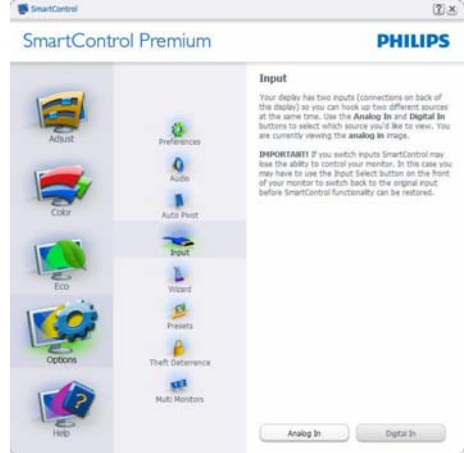 SmartControl
SmartControl Premium
PHILIPS
Adjust
Color
Eco
Options
Help
Preferences
Audio
Auto Pivot
Input
Wizard
Presets
Theft Deterrence
Multi Monitors
Input
Your display has two inputs (connections on back of
the display) so you can hook up two different sources
at the same time. Use the Analog In and Digital In
buttons to select which source you'd like to view. You
are currently viewing the analog in image.
IMPORTANT! If you switch inputs SmartControl may
lose the ability to control your monitor. In this case you
may have to use the Input Select button on the front
of your monitor to switch back to the original input
before SmartControl functionality can be restored.
Analog In
Digital In